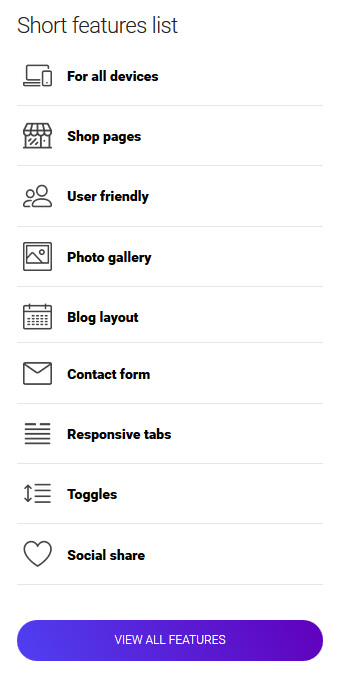 Short features list
For all devices
Shop pages
User friendly
Photo gallery
Blog layout
Contact form
Responsive tabs
Toggles
Social share
VIEW ALL FEATURES